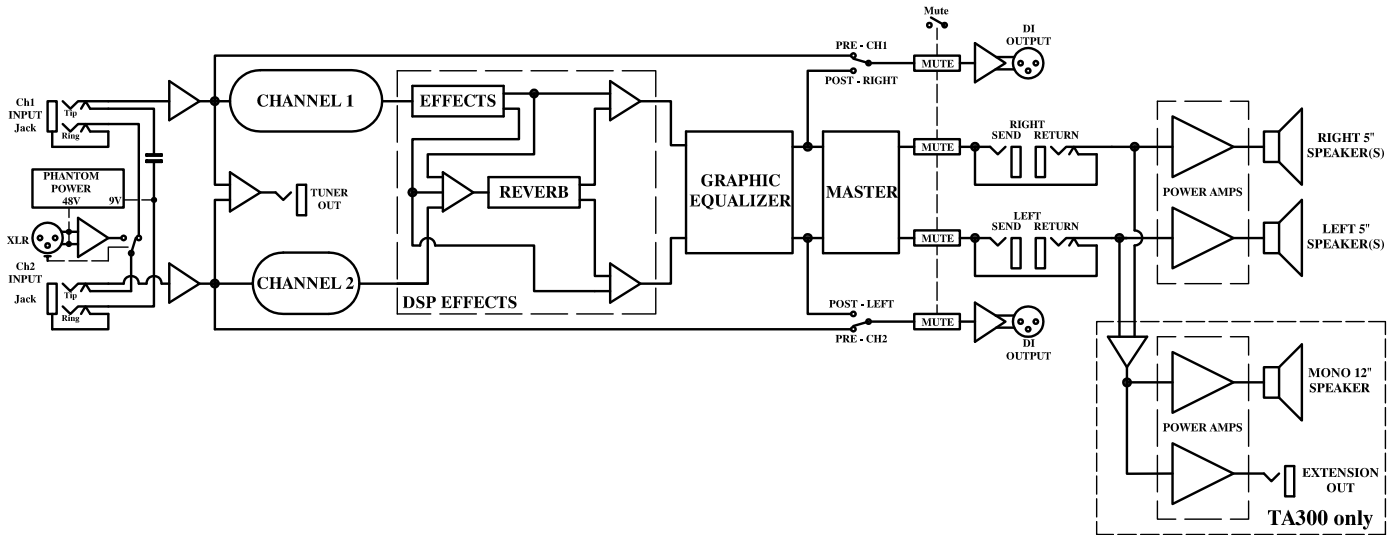 Mute
DI
OUTPUT
PRE - CH1
MUTE
POST - RIGHT
Ch1
INPUT
Jack
Tip
Ring
CHANNEL 1
EFFECTS
RIGHT
SEND RETURN
MUTE
RIGHT 5"
SPEAKER(S)
PHANTOM
POWER
48V 9V
TUNER
OUT
REVERB
GRAPHIC
EQUALIZER
MASTER
POWER AMPS
LEFT
SEND RETURN
MUTE
LEFT 5"
SPEAKER(S)
XLR
Ch2
INPUT
Jack
Tip
Ring
CHANNEL 2
DSP EFFECTS
POST - LEFT
MUTE
PRE - CH2
DI
OUTPUT
MONO 12"
SPEAKER
POWER AMPS
EXTENSION
OUT
TA300 only